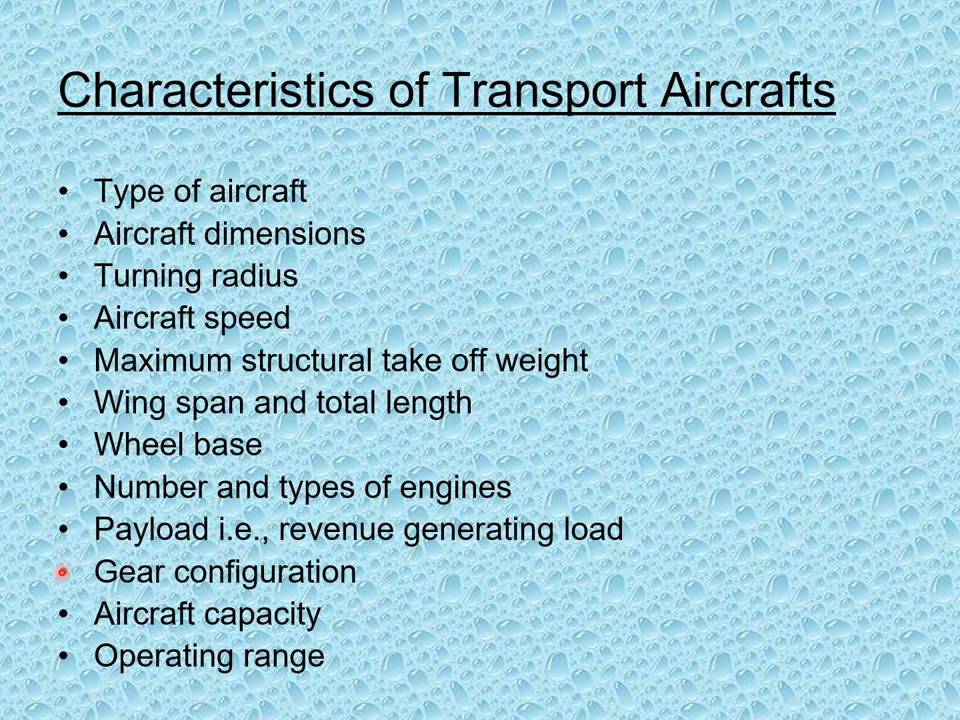 Characteristics of Transport Aircrafts
• Type of aircraft
• Aircraft dimensions
• Turning radius
• Aircraft speed
• Maximum structural take off weight
• Wing span and total length
• Wheel base
• Number and types of engines
• Payload i.e., revenue generating load
• Gear configuration
• Aircraft capacity
• Operating range